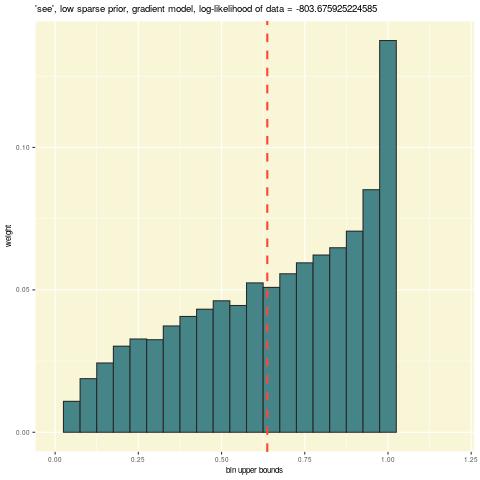 'see', low sparse prior, gradient model, log-likelihood of data = -803.675925224585
weight
0.10
0.05
0.00
0.00 0.25 0.50 0.75 1.00 1.25
bin upper bounds